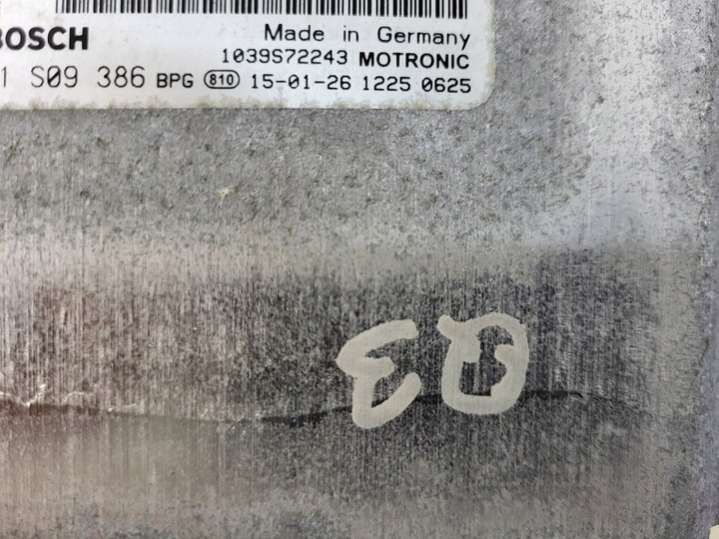 BOSCH
Made in Germany
1039S72243 MOTRONIC
1 S09 386 BPG 810 15-01-26 1225 0625